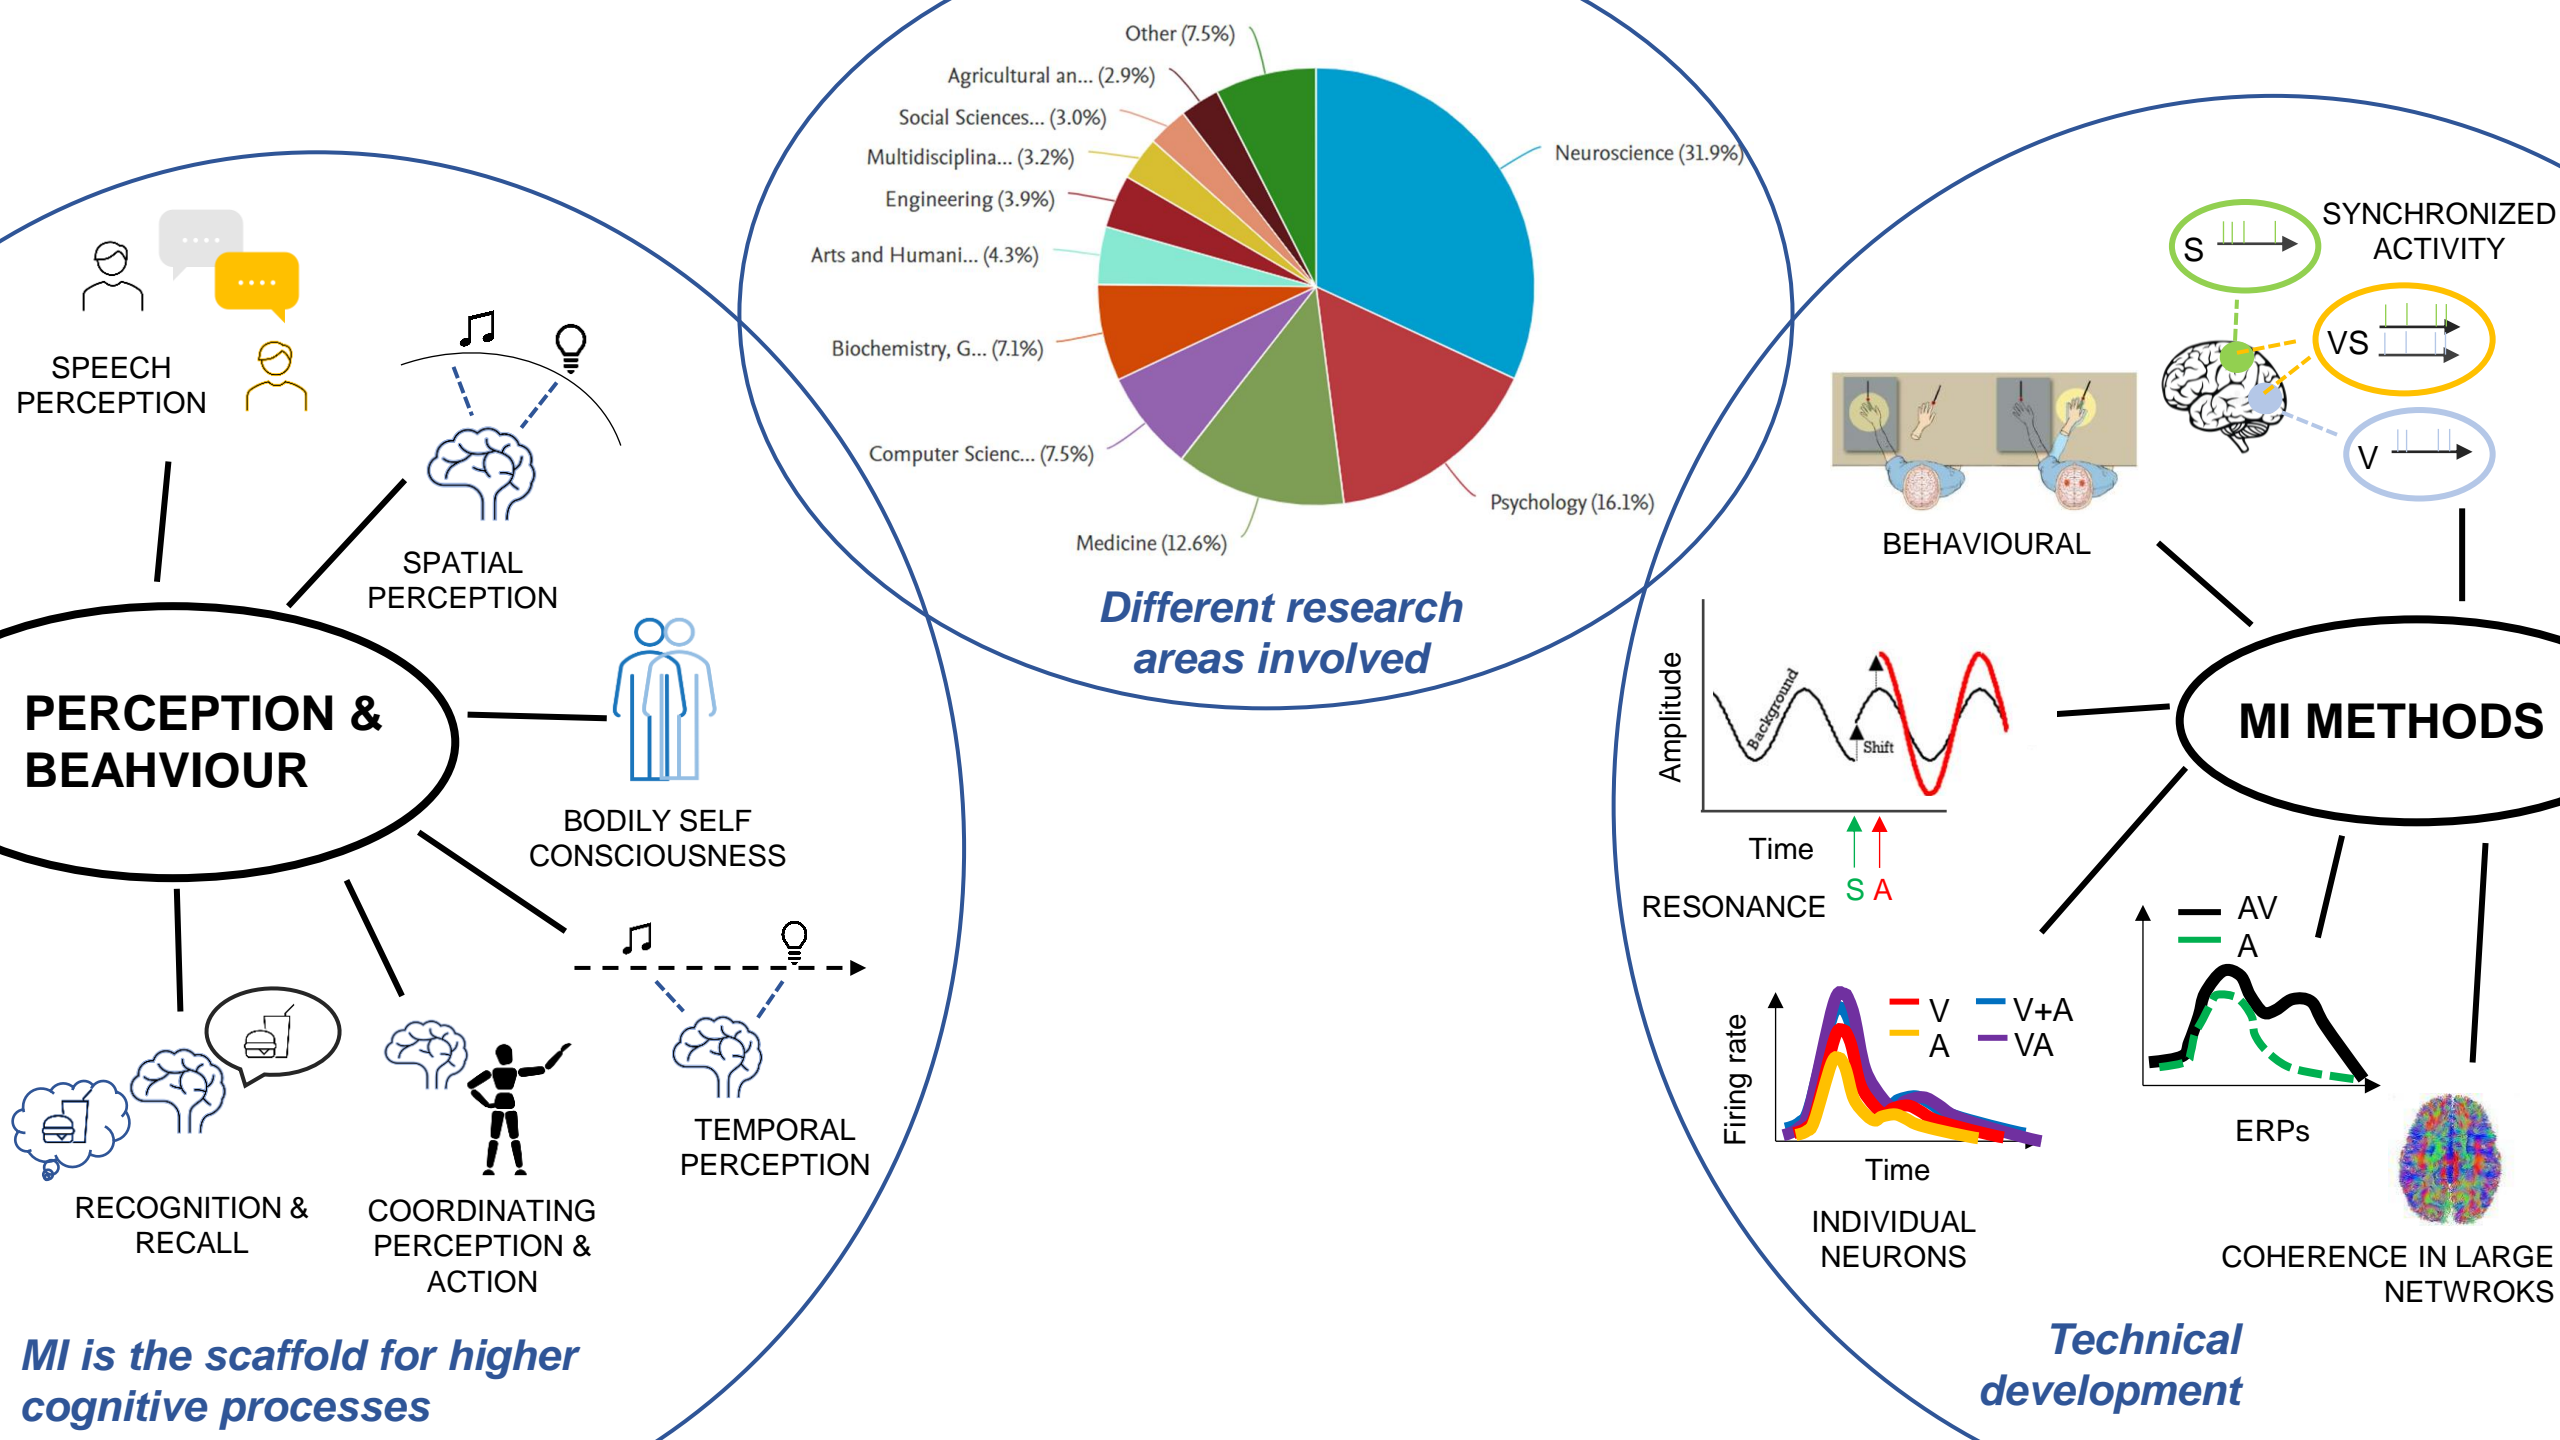 Other (7.5%)
Agricultural an... (2.9%)
Social Sciences... (3.0%)
Multidisciplina... (3.2%)
Engineering (3.9%)
Arts and Humani... (4.3%)
Biochemistry, G... (7.1%)
Computer Scienc... (7.5%)
Medicine (12.6%)
Neuroscience (31.9%)
Psychology (16.1%)
Different research
areas involved
SPEECH
PERCEPTION
SPATIAL
PERCEPTION
PERCEPTION &
BEAHVIOUR
BODILY SELF
CONSCIOUSNESS
TEMPORAL
PERCEPTION
RECOGNITION &
RECALL
COORDINATING
PERCEPTION &
ACTION
MI is the scaffold for higher
cognitive processes
SYNCHRONIZED
ACTIVITY
S
VS
V
BEHAVIOURAL
MI METHODS
Amplitude
Background
Shift
Time
S A
RESONANCE
Firing rate
V
A
V+A
VA
Time
INDIVIDUAL
NEURONS
AV
A
ERPs
COHERENCE IN LARGE
NETWROKS
Technical
development